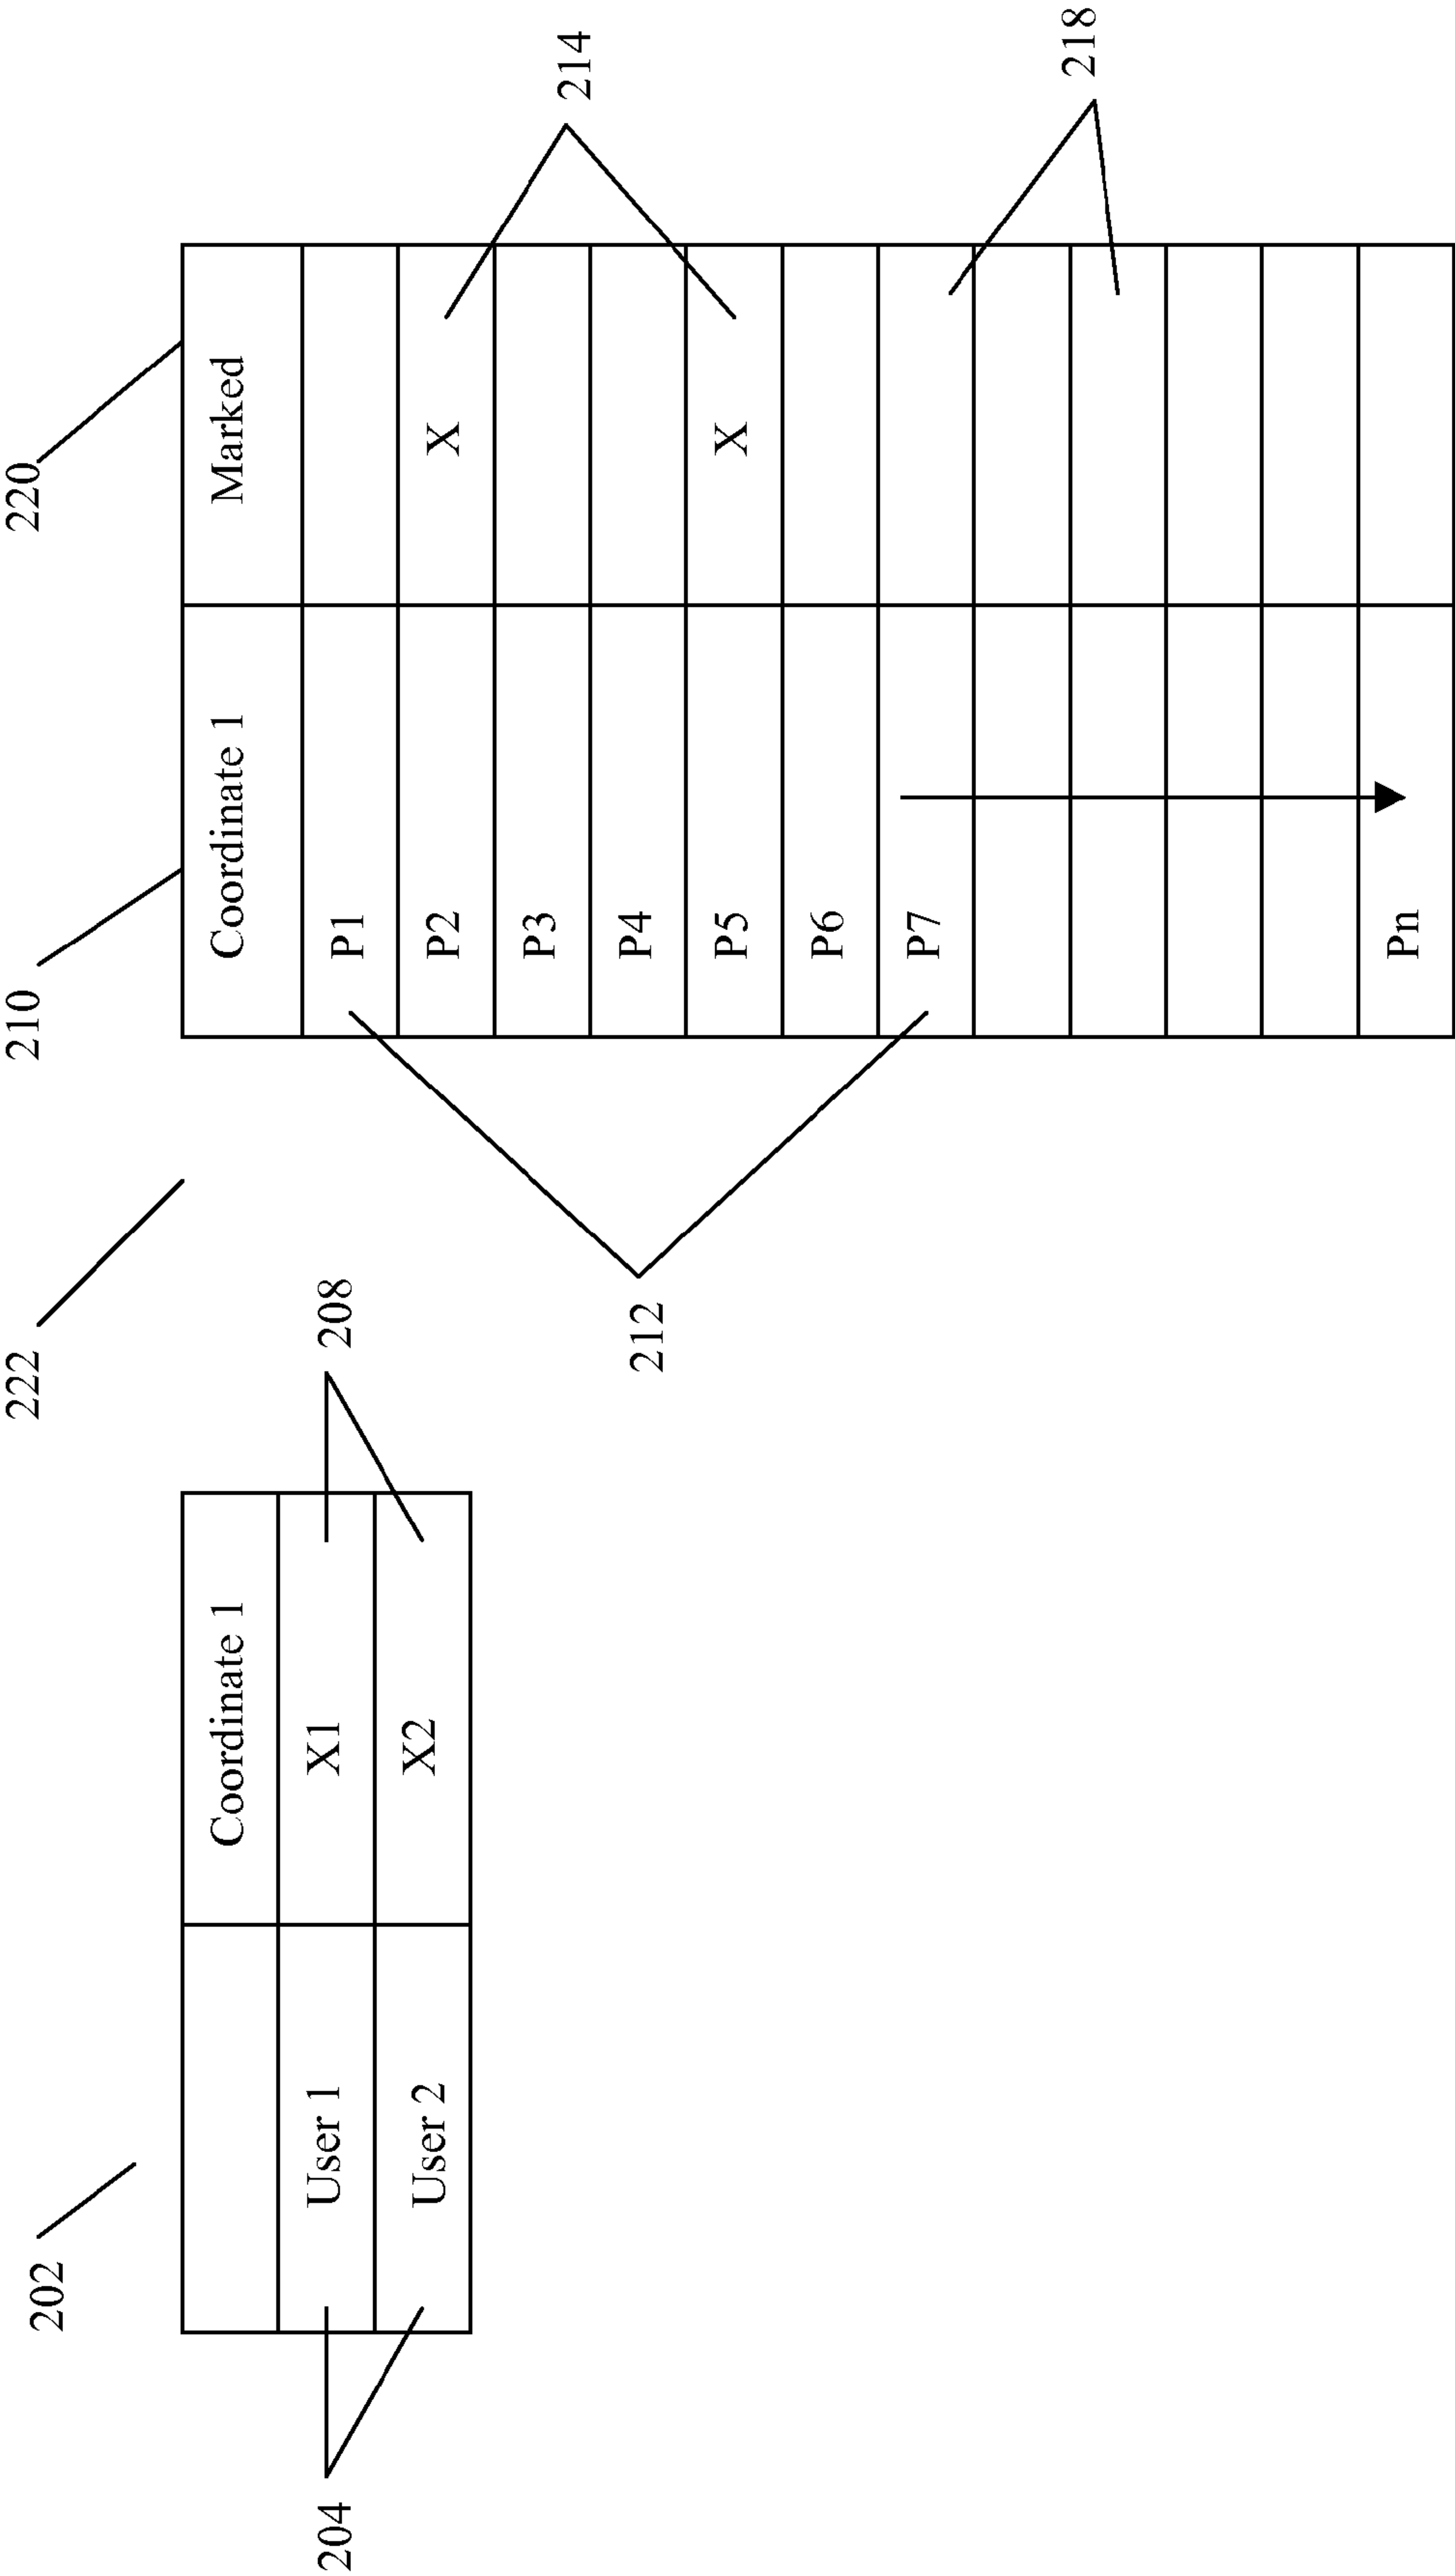 202
222
210
220
Coordinate 1
User 1 X1
User 2 X2
204
208
Coordinate 1 Marked
P1
P2 X
P3
P4
P5 X
P6
P7
Pn
212
214
218